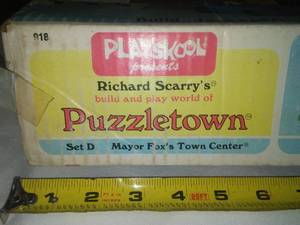 918
PLAYSKOOL®
presents
Richard Scarry's®
build and play world of
Puzzletown®
Set D Mayor Fox's Town Center®
1 2 3 4 5 6